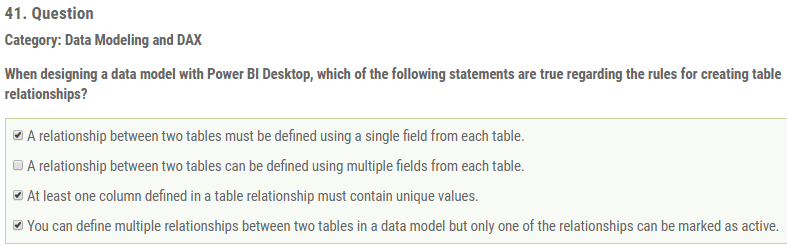 41. Question
Category: Data Modeling and DAX
When designing a data model with Power BI Desktop, which of the following statements are true regarding the rules for creating table
relationships?
A relationship between two tables must be defined using a single field from each table.
A relationship between two tables can be defined using multiple fields from each table.
At least one column defined in a table relationship must contain unique values.
You can define multiple relationships between two tables in a data model but only one of the relationships can be marked as active.